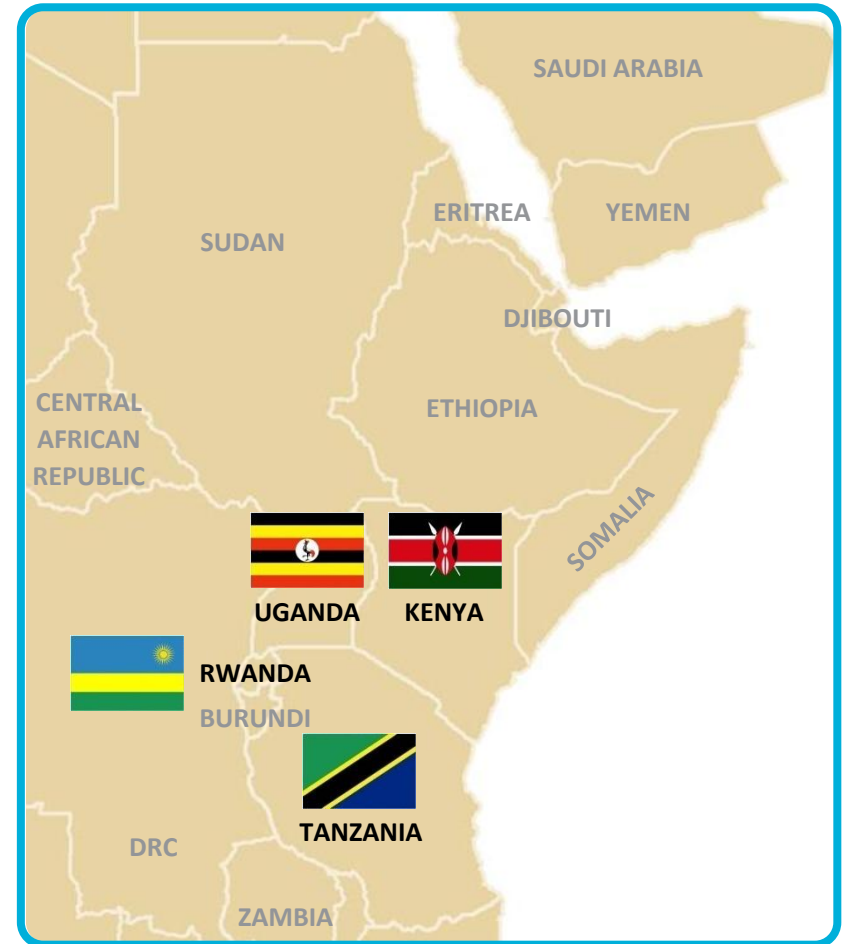 SAUDI ARABIA
ERITREA
YEMEN
SUDAN
DJIBOUTI
CENTRAL
AFRICAN
REPUBLIC
ETHIOPIA
SOMALIA
UGANDA
KENYA
RWANDA
BURUNDI
TANZANIA
DRC
ZAMBIA